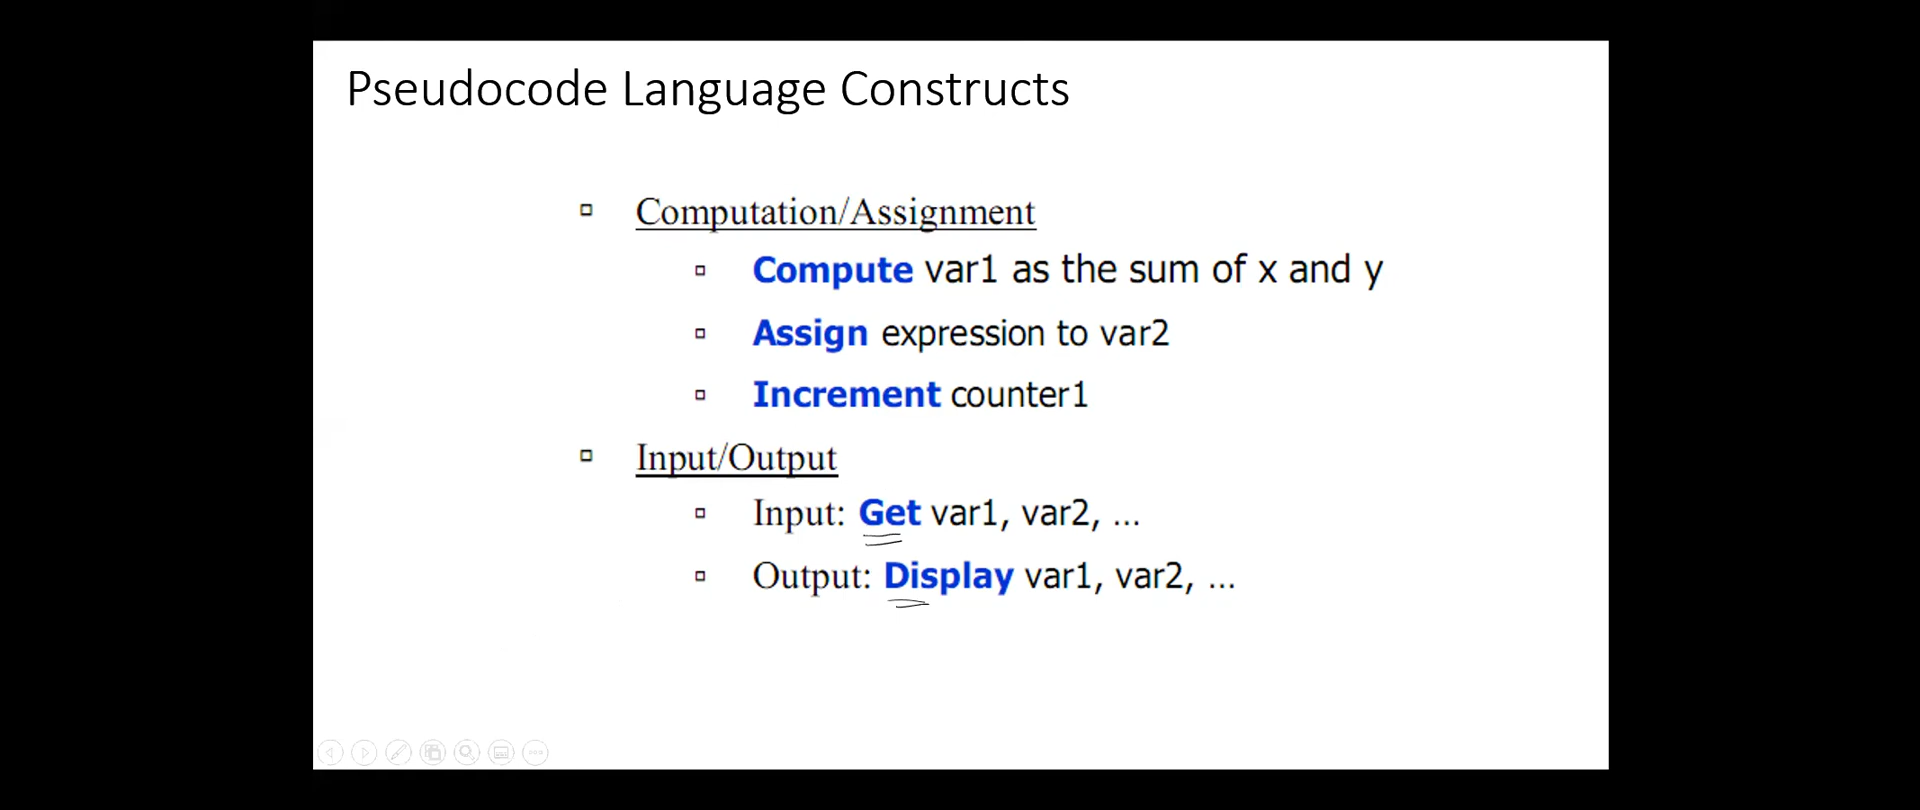 Pseudocode Language Constructs
Computation/Assignment
Compute var1 as the sum of x and y
Assign expression to var2
Increment counter1
Input/Output
Input: Get var1, var2, ...
Output: Display var1, var2, ...